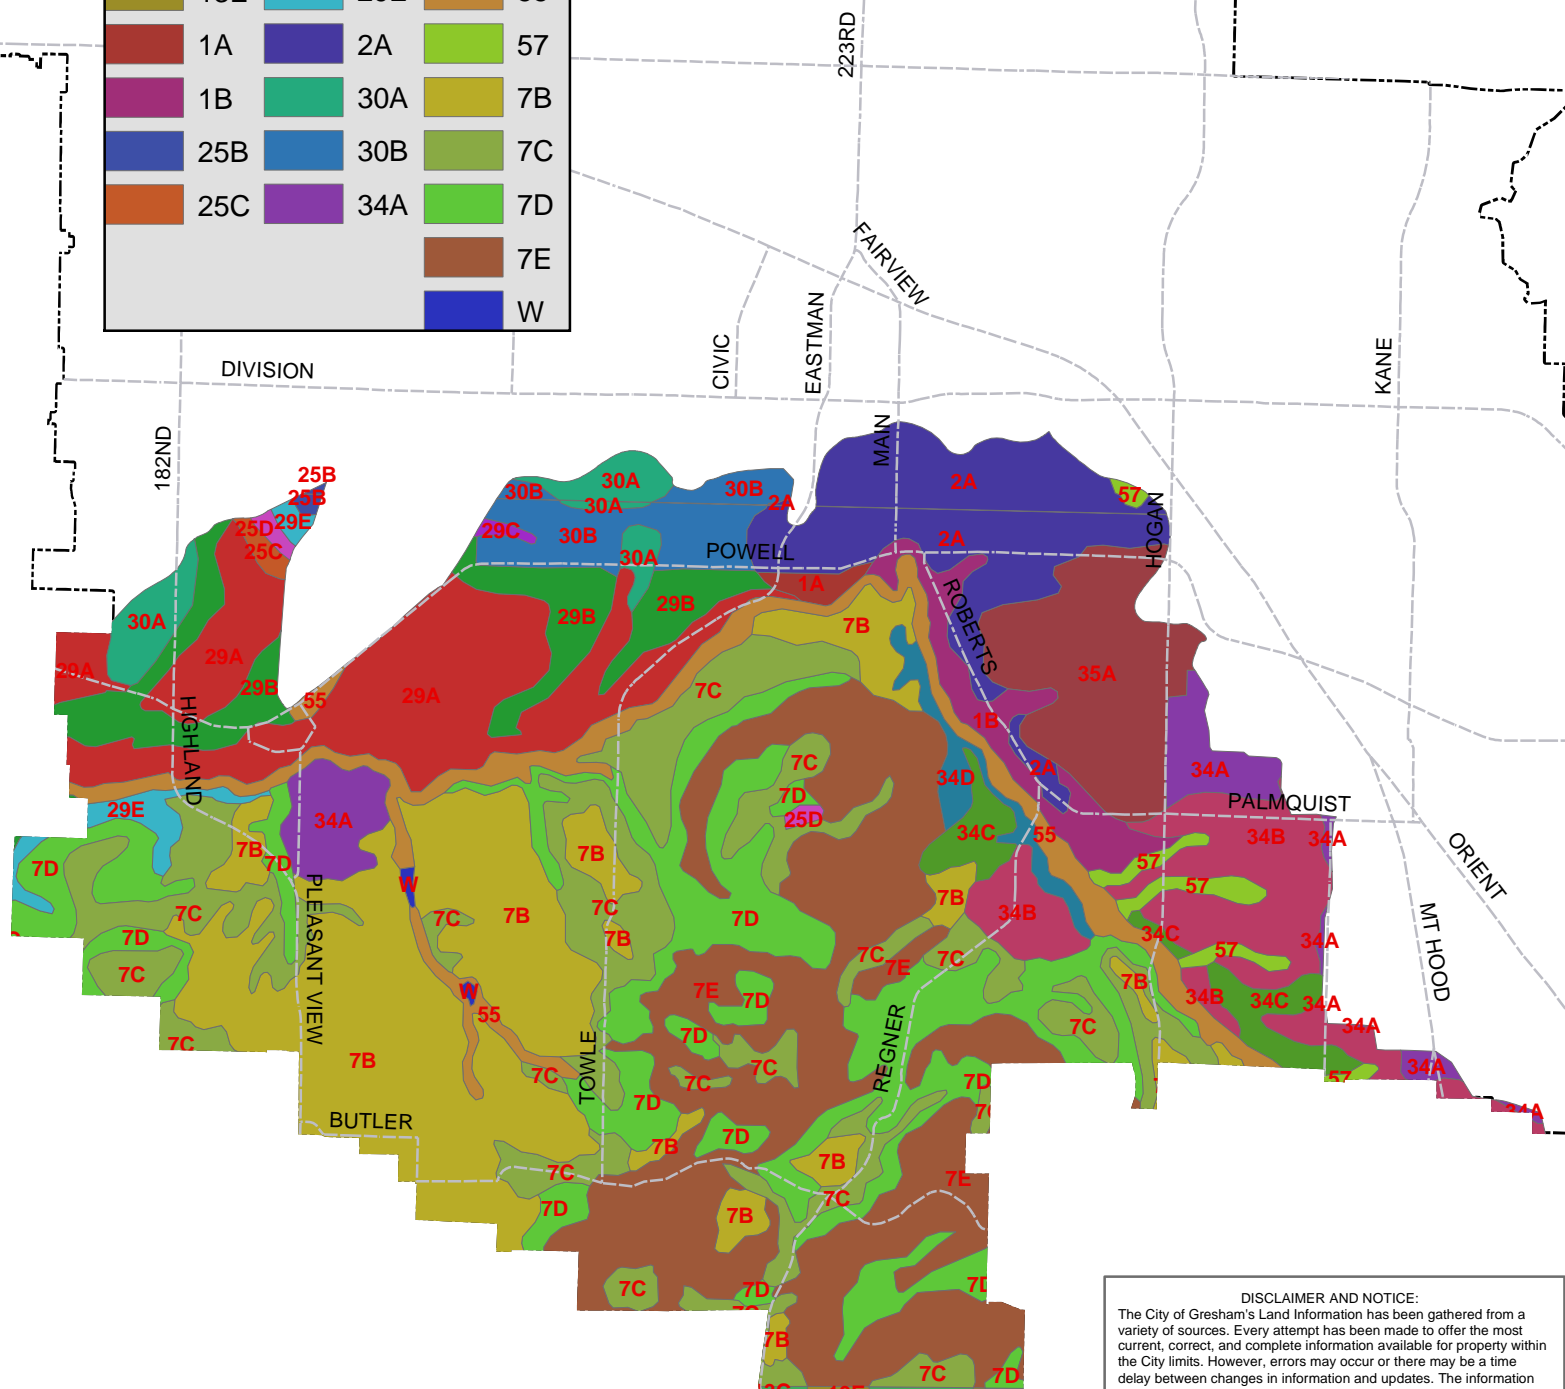 1A 2A 57
1B 30A 7B
25B 30B 7C
25C 34A 7D
7E
W
223RD
FAIRVIEW
CIVIC
EASTMAN
KANE
DIVISION
MAIN
182ND
25B
25B
30B
30A
30B
2A
57
HOGAN
30A
2A
25D
29E
29C
30B
2A
25C
30A
POWELL
1A
29B
29B
ROBERTS
30A
7B
29A
29A
29B
35A
29A
7C
55
HIGHLAND
1B
7C
34D
2A
34A
7D
29E
34A
25D
PALMQUIST
34C
55
34B
34A
7D
7B
7D
7B
57
ORIENT
W
57
7B
PLEASANT VIEW
7C
7C
7B
7C
7D
34B
MT HOOD
7D
7B
34C
34A
7C
7C
7E
7C
57
7B
W
7E
7D
34B
34C
34A
55
7D
7C
34A
7C
7B
TOWLE
REGNER
7C
7C
7C
7D
34A
57
7D
BUTLER
7D
7B
34A
7C
7B
7E
7C
7D
7B
7C
7D
7D
7B
7C
7D
DISCLAIMER AND NOTICE:
The City of Gresham's Land Information has been gathered from a
variety of sources. Every attempt has been made to offer the most
current, correct, and complete information available for property within
the City limits. However, errors may occur or there may be a time
delay between changes in information and updates. The information